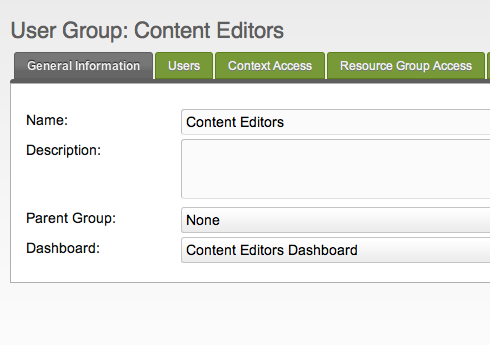 User Group: Content Editors
General Information Users Context Access Resource Group Access
Name: Content Editors
Description:
Parent Group: None
Dashboard: Content Editors Dashboard